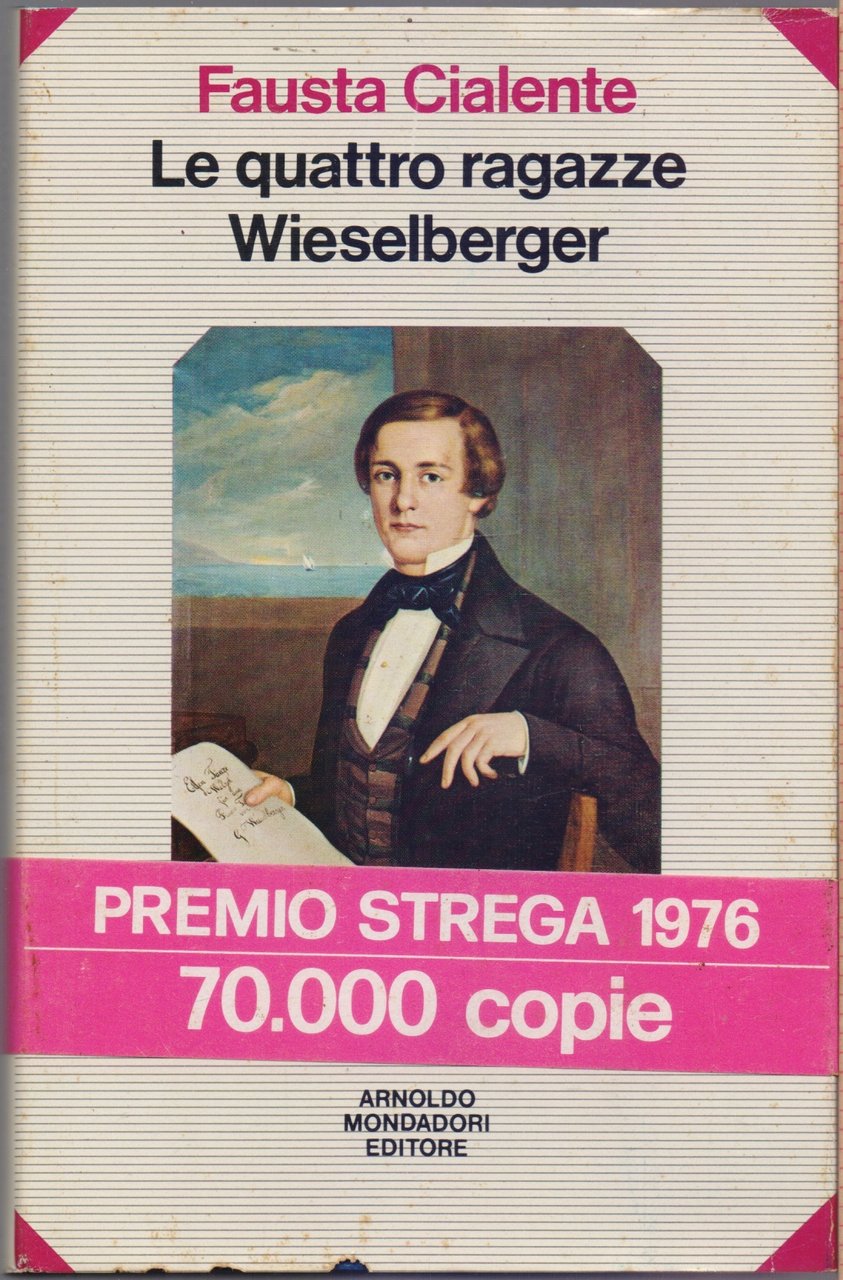 Fausta Cialente
Le quattro ragazze
Wieselberger
PREMIO STREGA 1976
70.000 copie
ARNOLDO
MONDADORI
EDITORE